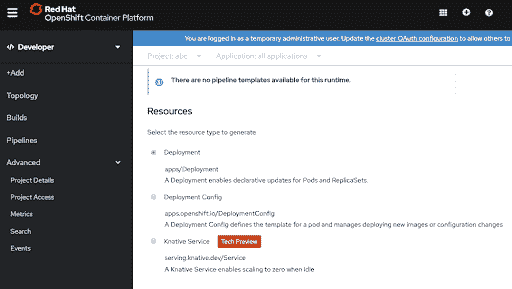 Red Hat
OpenShift Container Platform
You are logged in as a temporary administrative user. Update the cluster OAuth configuration to allow others to
Developer
Project: abc
Application: all applications
+Add
There are no pipeline templates available for this runtime.
Topology
Builds
Resources
Pipelines
Select the resource type to generate
Advanced
Deployment
Project Details
apps/Deployment
A Deployment enables declarative updates for Pods and ReplicaSets.
Project Access
Deployment Config
Metrics
apps.openshift.io/DeploymentConfig
A Deployment Config defines the template for a pod and manages deploying new images or configuration changes
Search
Knative Service Tech Preview
Events
serving.knative.dev/Service
A Knative Service enables scaling to zero when idle